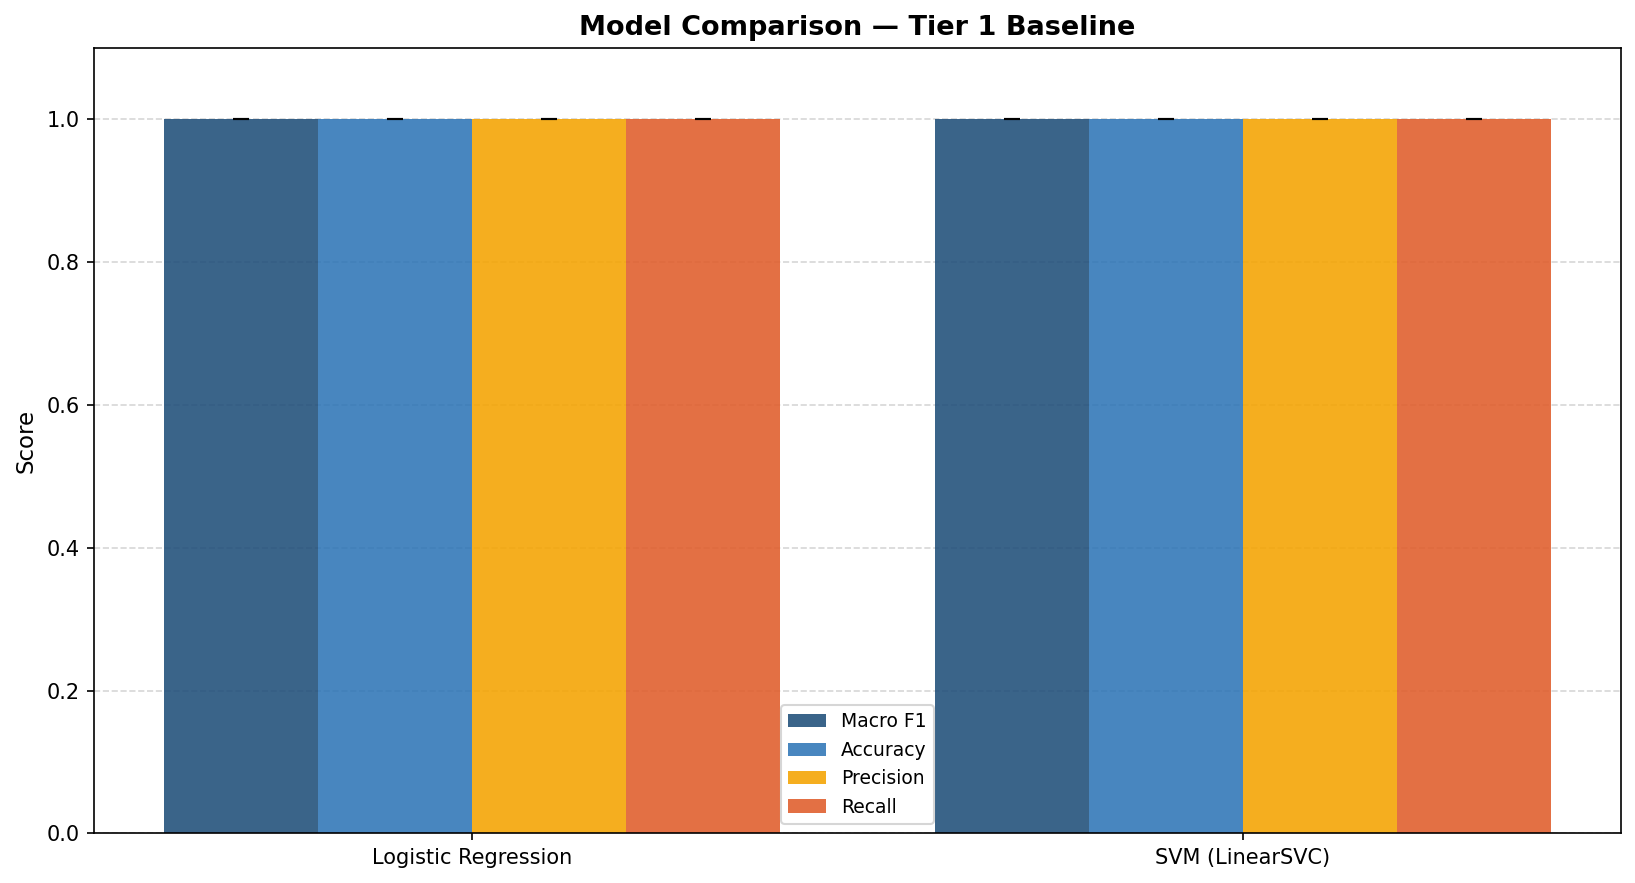 Model Comparison — Tier 1 Baseline
Score
1.0
0.8
0.6
0.4
0.2
0.0
Macro F1
Accuracy
Precision
Recall
Logistic Regression
SVM (LinearSVC)